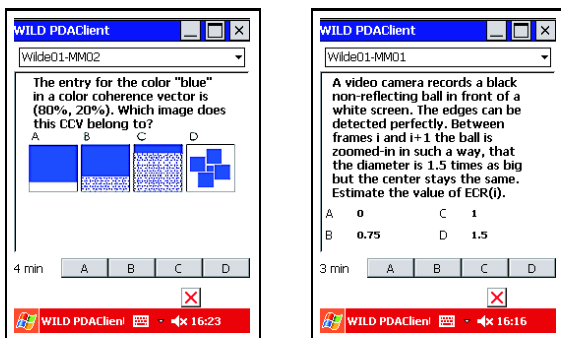 WILD PDAClient
Wilde01-MM02
The entry for the color "blue"
in a color coherence vector is
(80%, 20%). Which image does
this CCV belong to?
A B C D
4 min A B C D
WILD PDAClien 16:23
WILD PDAClient
Wilde01-MM01
A video camera records a black
non-reflecting ball in front of a
white screen. The edges can be
detected perfectly. Between
frames i and i+1 the ball is
zoomed-in in such a way, that
the diameter is 1.5 times as big
but the center stays the same.
Estimate the value of ECR(i).
A 0 C 1
B 0.75 D 1.5
3 min A B C D
WILD PDAClien 16:16